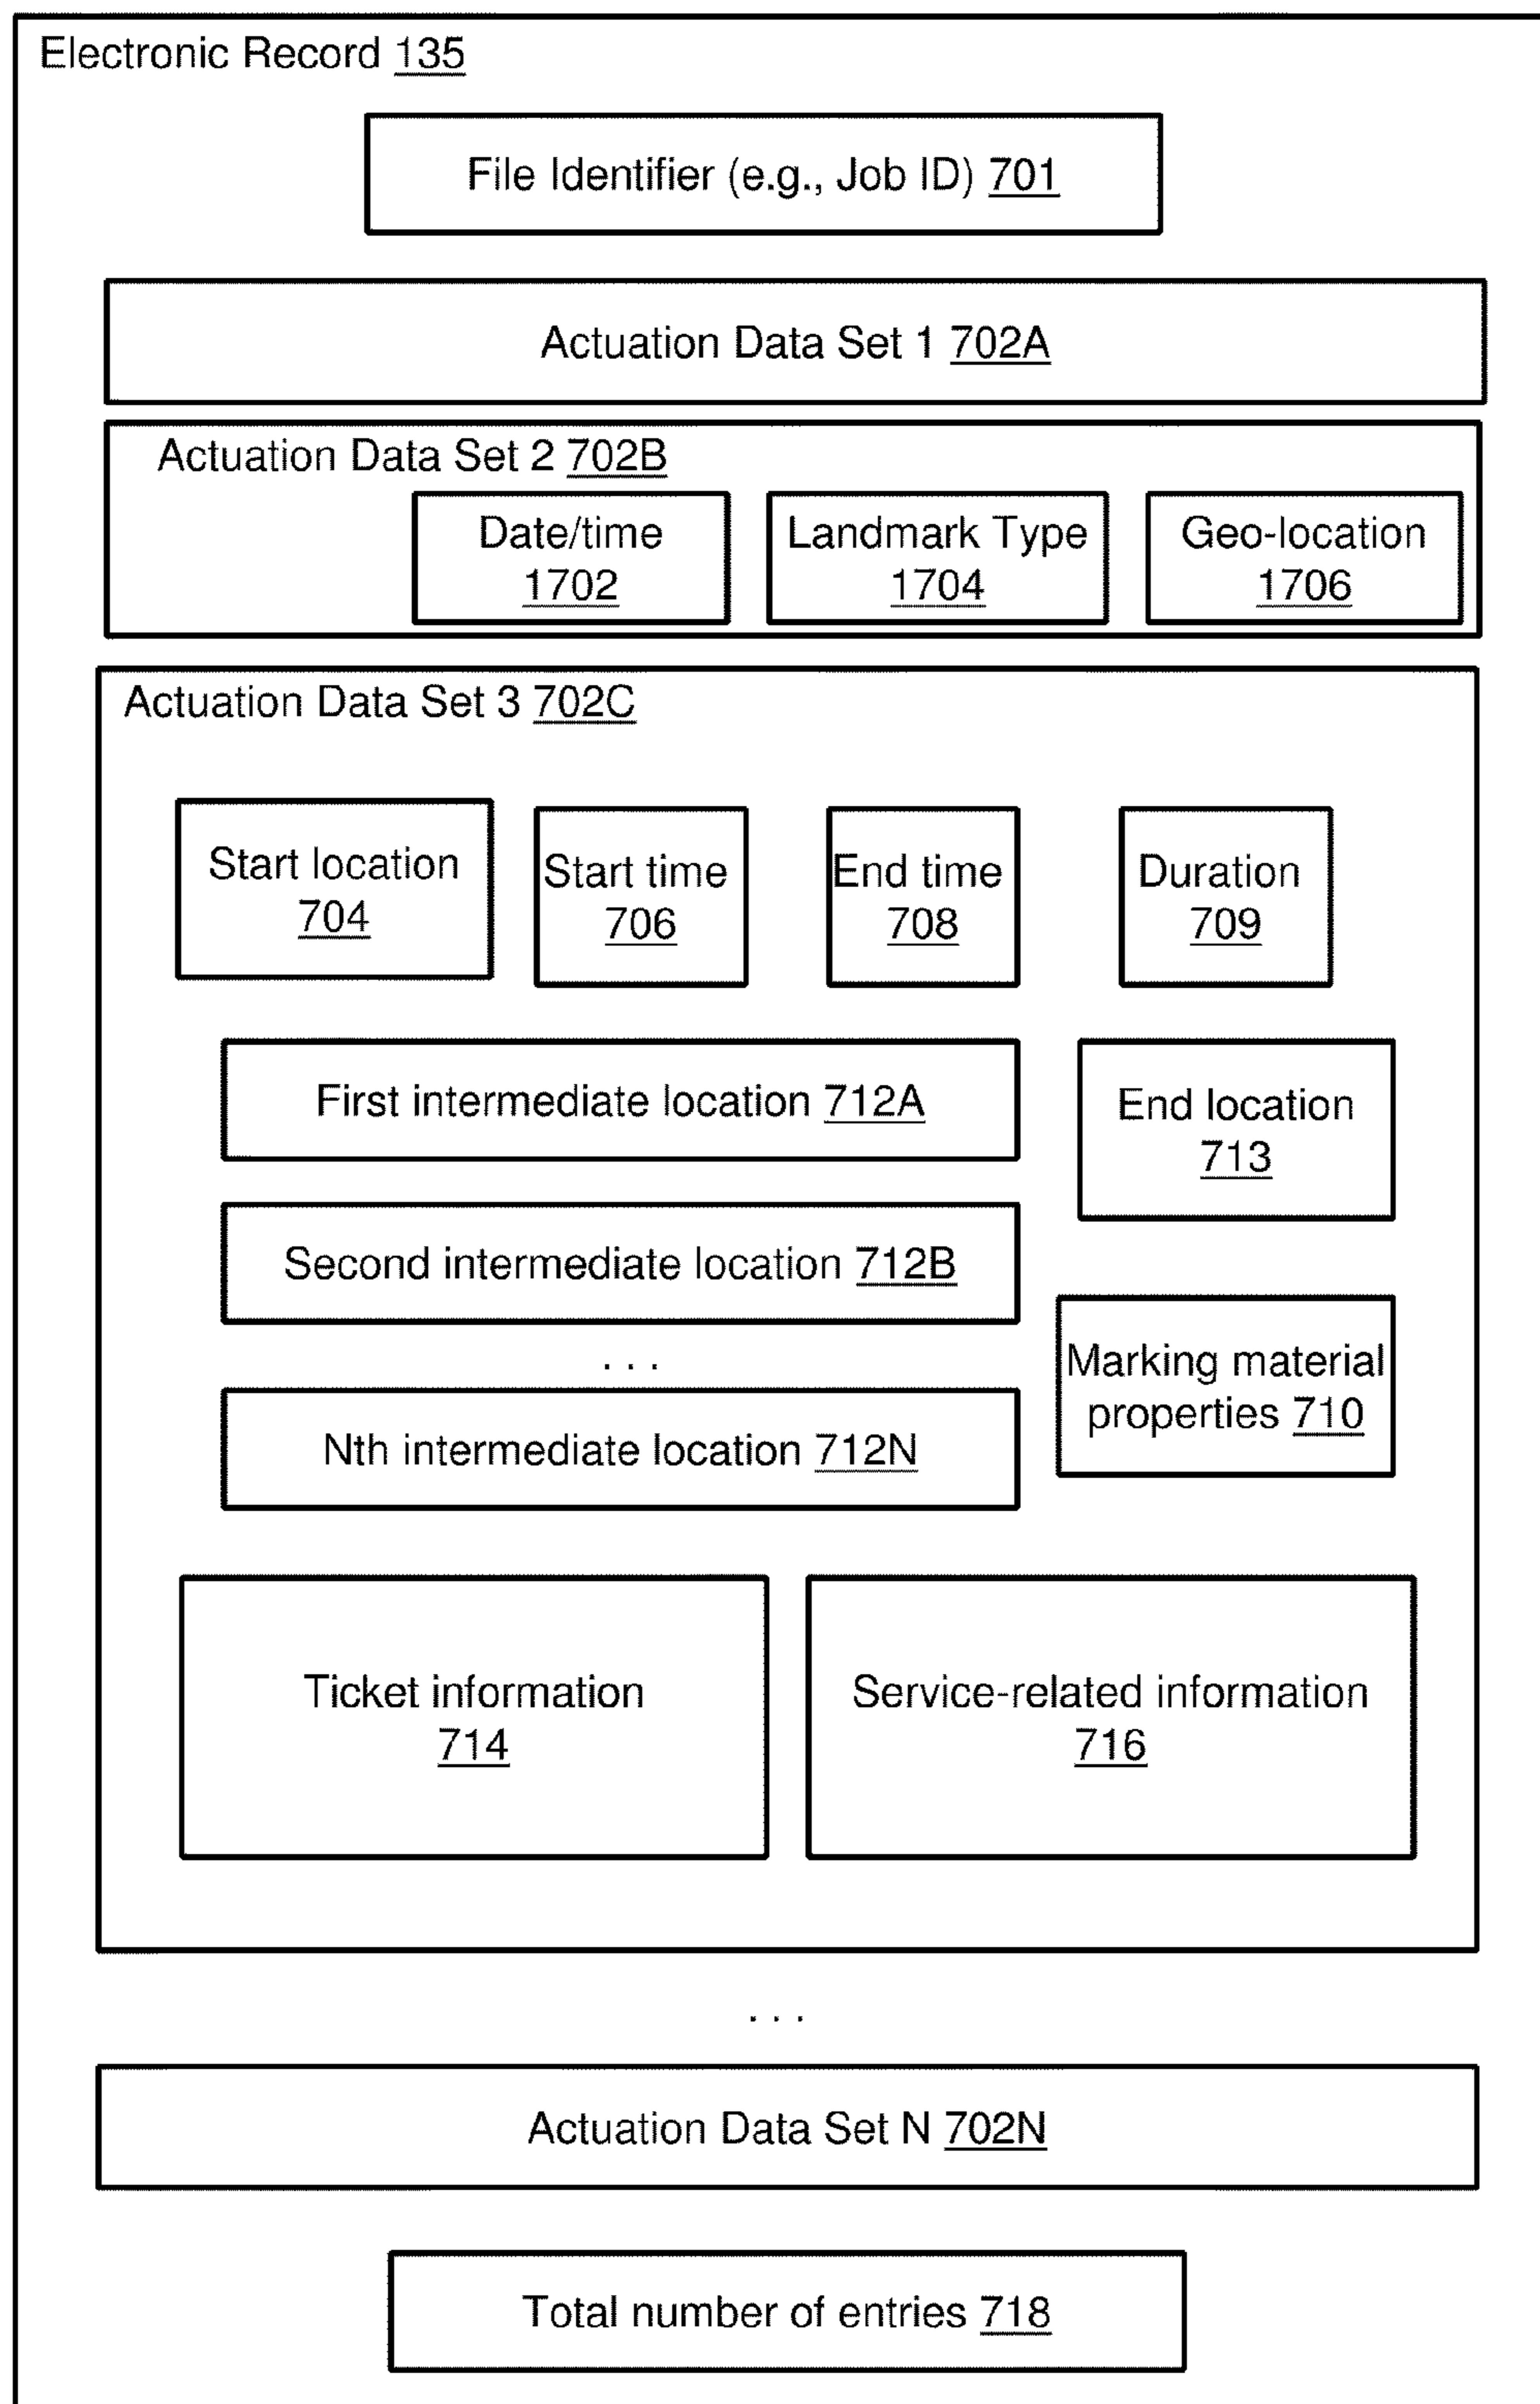 Electronic Record 135
File Identifier (e.g., Job ID) 701
Actuation Data Set 1 702A
Actuation Data Set 2 702B
Date/time
1702
Landmark Type
1704
Geo-location
1706
Actuation Data Set 3 702C
Start location
704
Start time
706
End time
708
Duration
709
First intermediate location 712A
End location
713
Second intermediate location 712B
. . .
Marking material
properties 710
Nth intermediate location 712N
Ticket information
714
Service-related information
716
. . .
Actuation Data Set N 702N
Total number of entries 718